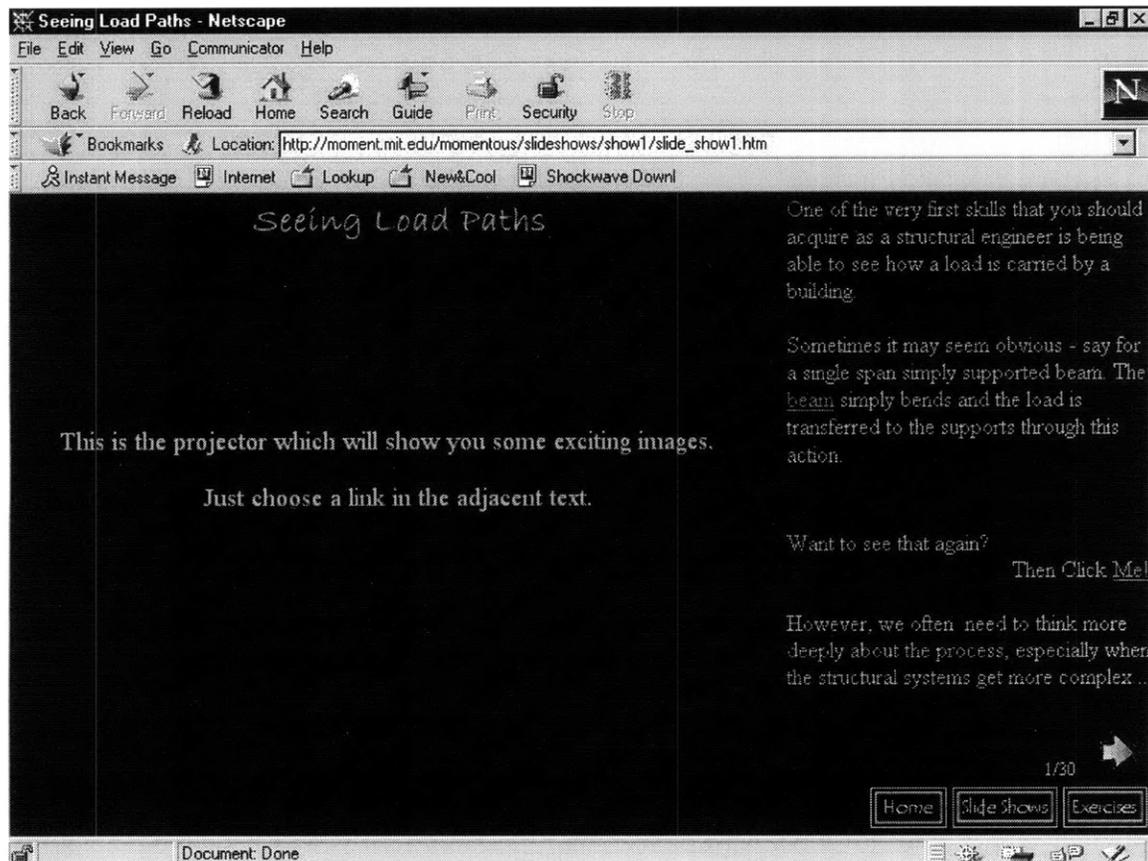 Seeing Load Paths - Netscape
File Edit View Go Communicator Help
Back Forward Reload Home Search Guide Print Security Stop
N
Bookmarks Location: http://moment.mit.edu/momentous/slideshows/show1/slide_show1.htm
Instant Message Internet Lookup New&Cool Shockwave Downl
Seeing Load Paths
This is the projector which will show you some exciting images.
Just choose a link in the adjacent text.
One of the very first skills that you should
acquire as a structural engineer is being
able to see how a load is carried by a
building.
Sometimes it may seem obvious - say for
a single span simply supported beam. The
beam simply bends and the load is
transferred to the supports through this
action.
Want to see that again?
Then Click Me!
However, we often need to think more
deeply about the process, especially when
the structural systems get more complex ...
1/30
Home Slide Shows Exercises
Document: Done